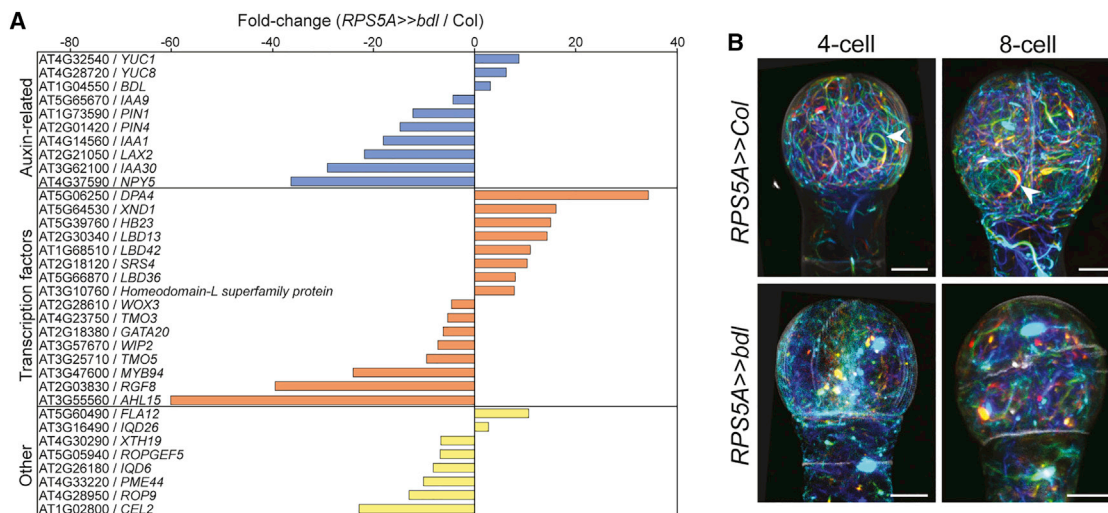 A
Fold-change (RPS5A>>bdl / Col)
-80 -60 -40 -20 0 20 40
Auxin-related
AT4G32540 / YUC1
AT4G28720 / YUC8
AT1G04550 / BDL
AT5G65670 / IAA9
AT1G73590 / PIN1
AT2G01420 / PIN4
AT4G14560 / IAA1
AT2G21050 / LAX2
AT3G62100 / IAA30
AT4G37590 / NPY5
Transcription factors
AT5G06250 / DPA4
AT5G64530 / XND1
AT5G39760 / HB23
AT2G30340 / LBD13
AT1G68510 / LBD42
AT2G18120 / SRS4
AT5G66870 / LBD36
AT3G10760 / Homeodomain-L superfamily protein
AT2G28610 / WOX3
AT4G23750 / TMO3
AT2G18380 / GATA20
AT3G57670 / WIP2
AT3G25710 / TMO5
AT3G47600 / MYB94
AT2G03830 / RGF8
AT3G55560 / AHL15
Other
AT5G60490 / FLA12
AT3G16490 / IQD26
AT4G30290 / XTH19
AT5G05940 / ROPGEF5
AT2G26180 / IQD6
AT4G33220 / PME44
AT4G28950 / ROP9
AT1G02800 / CEL2
B
4-cell 8-cell
RPS5A>>Col
RPS5A>>bdl